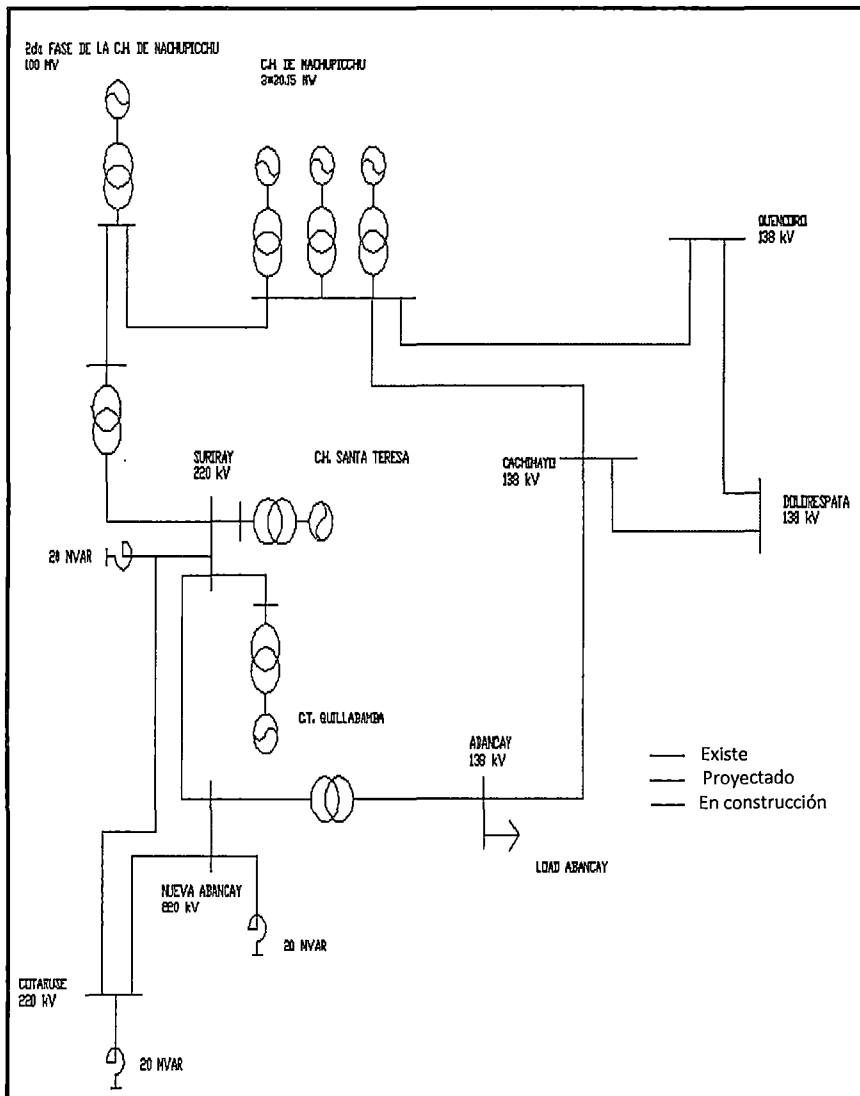 2da FASE DE LA C.H. DE MACHUPICCHU
100 MV
C.H. DE MACHUPICCHU
3*20.15 MV
QUENCORO
138 kV
SURIRAY
220 kV
C.H. SANTA TERESA
CACHIMAYO
138 kV
DOLORESPATA
138 kV
20 MVAR
C.T. QUILLABAMBA
ABANCAY
138 kV
Existe
Proyectado
En construcción
LOAD ABANCAY
NUEVA ABANCAY
220 kV
20 MVAR
COTARUSE
220 kV
20 MVAR